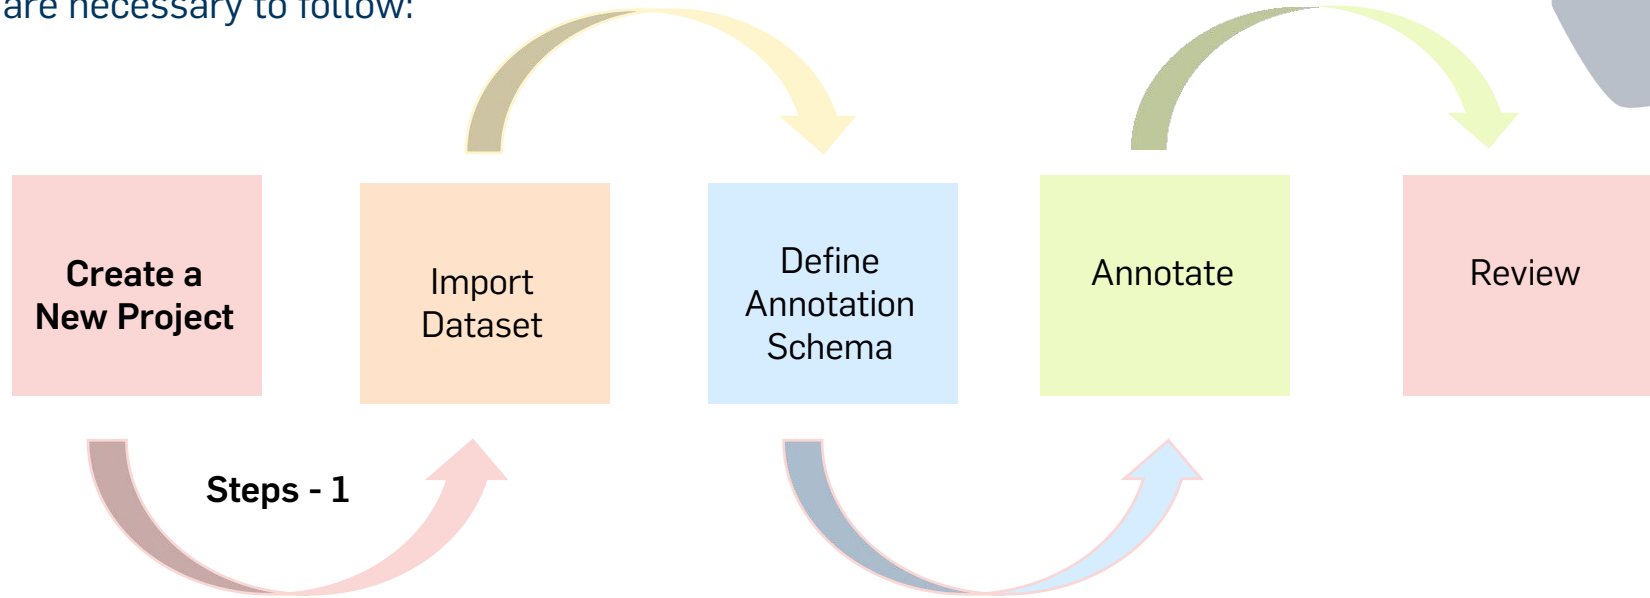 are necessary to follow:
Create a
New Project
Import
Dataset
Define
Annotation
Schema
Annotate
Review
Steps - 1